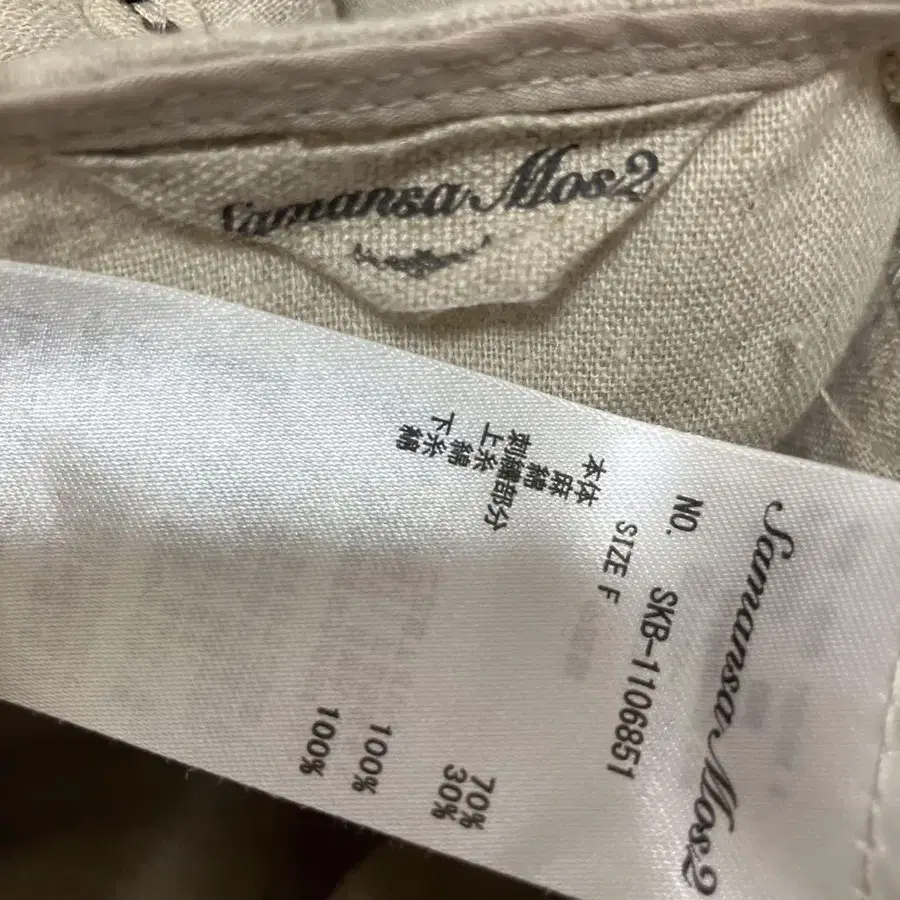 Samansa Mos2
Samansa Mos2
NO. SKB-1106851
SIZE F
本体
麻 70%
綿 30%
刺繍部分
上糸 綿 100%
下糸 綿 100%